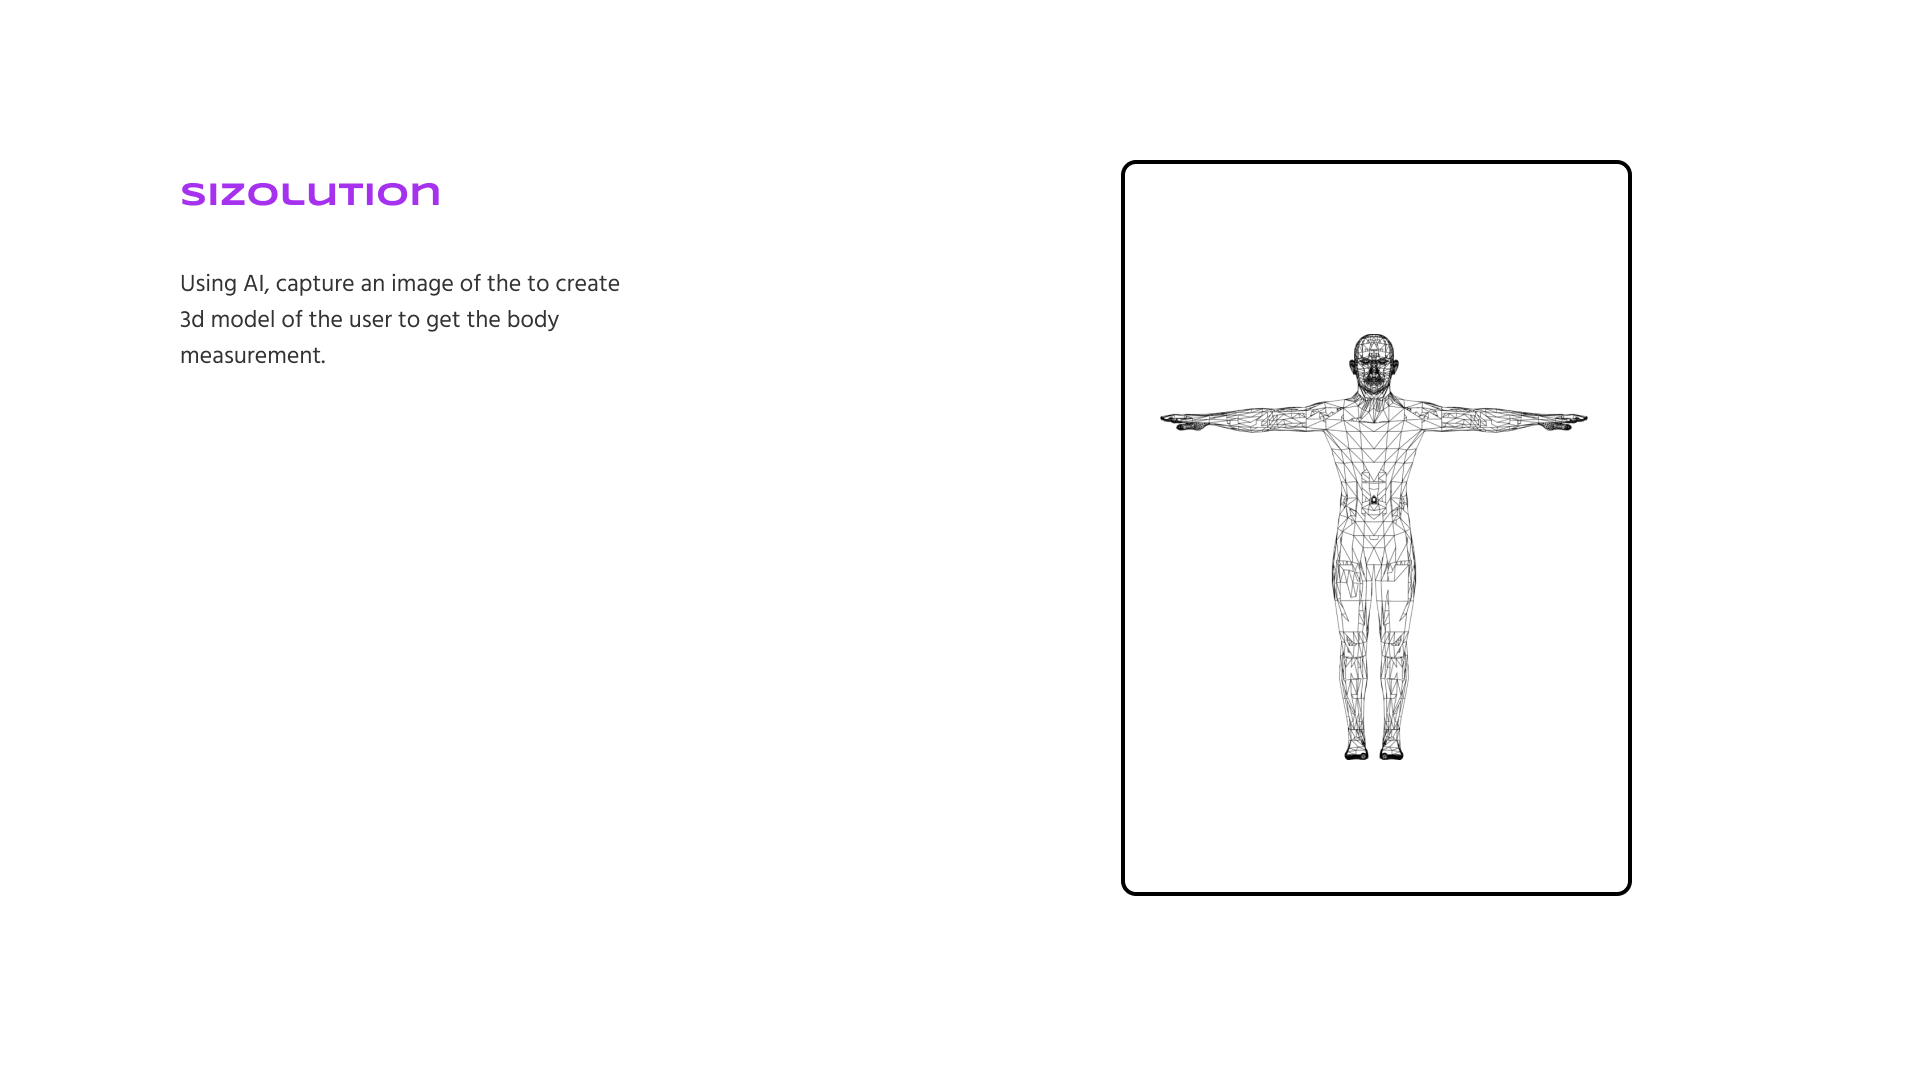 SIZOLUTION
Using AI, capture an image of the to create
3d model of the user to get the body
measurement.